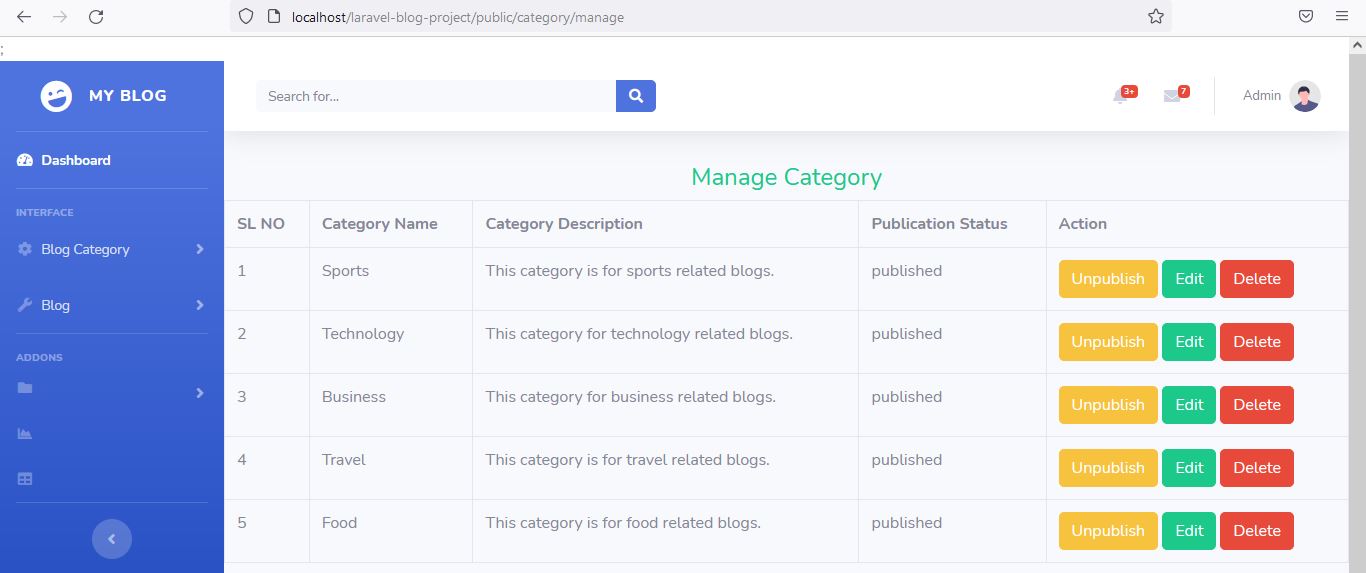 localhost/laravel-blog-project/public/category/manage
;
MY BLOG
Search for...
3+
7
Admin
Dashboard
INTERFACE
Blog Category
Blog
ADDONS
Manage Category
SL NO Category Name Category Description Publication Status Action
1 Sports This category is for sports related blogs. published Unpublish Edit Delete
2 Technology This category for technology related blogs. published Unpublish Edit Delete
3 Business This category for business related blogs. published Unpublish Edit Delete
4 Travel This category is for travel related blogs. published Unpublish Edit Delete
5 Food This category is for food related blogs. published Unpublish Edit Delete